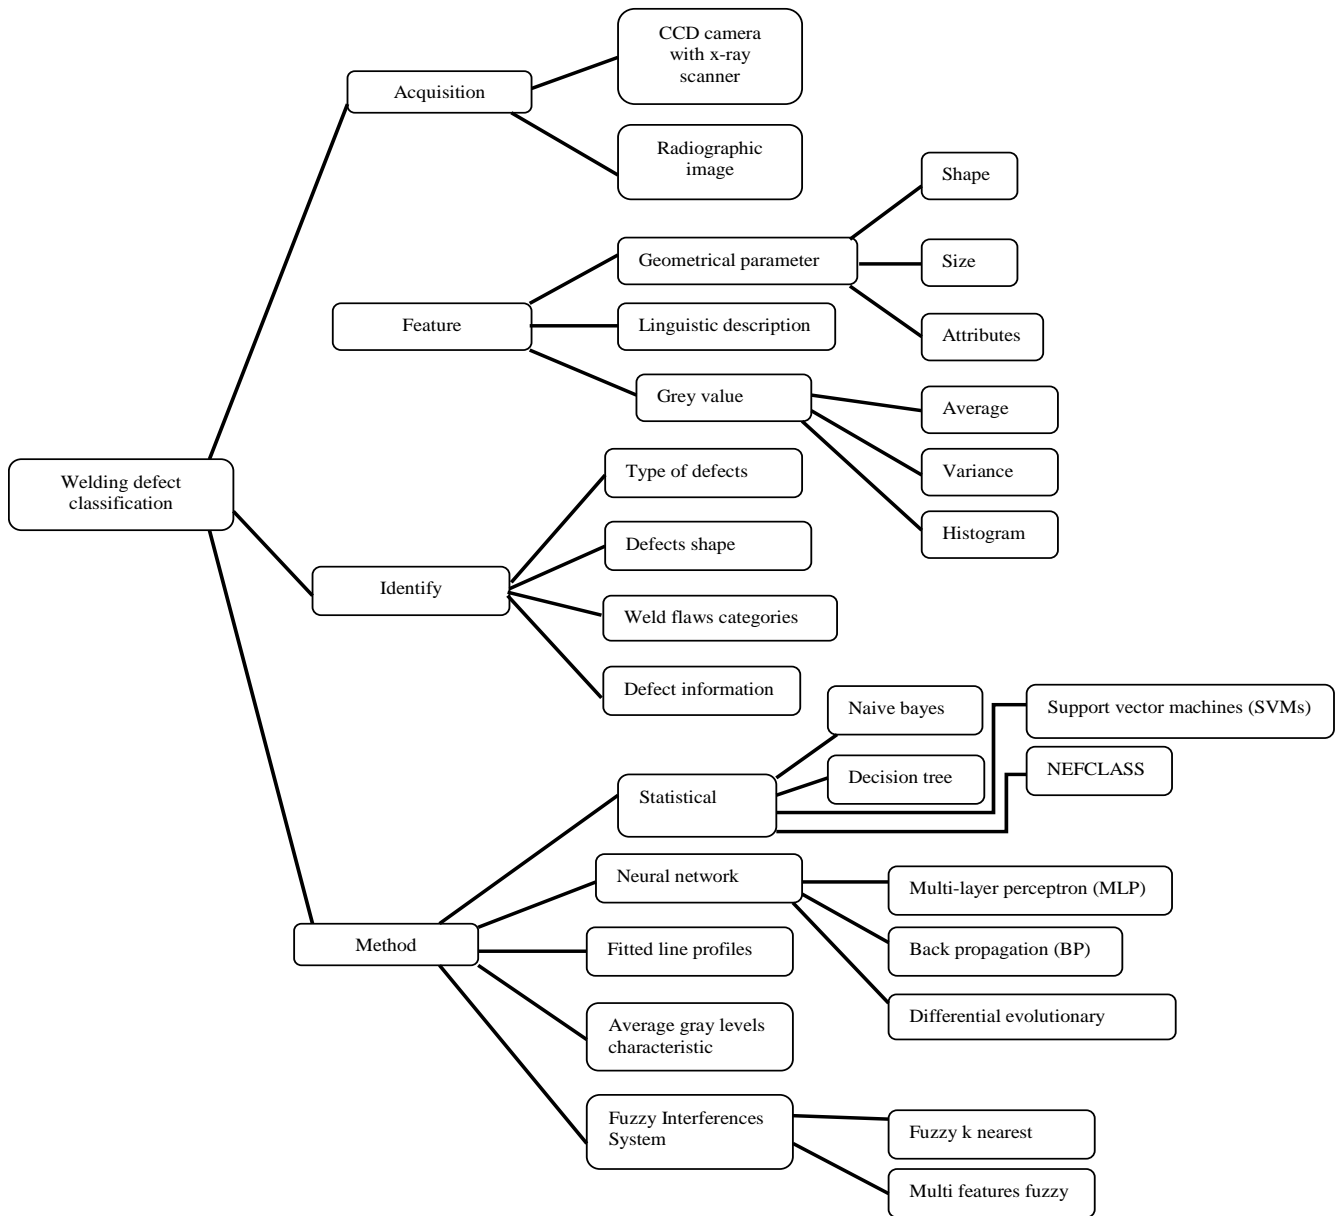 CCD camera
with x-ray
scanner
Acquisition
Radiographic
image
Shape
Geometrical parameter
Size
Feature
Linguistic description
Attributes
Grey value
Average
Welding defect
classification
Type of defects
Variance
Defects shape
Histogram
Identify
Weld flaws categories
Defect information
Naive bayes
Support vector machines (SVMs)
Decision tree
NEFCLASS
Statistical
Neural network
Multi-layer perceptron (MLP)
Method
Fitted line profiles
Back propagation (BP)
Average gray levels
characteristic
Differential evolutionary
Fuzzy Interferences
System
Fuzzy k nearest
Multi features fuzzy